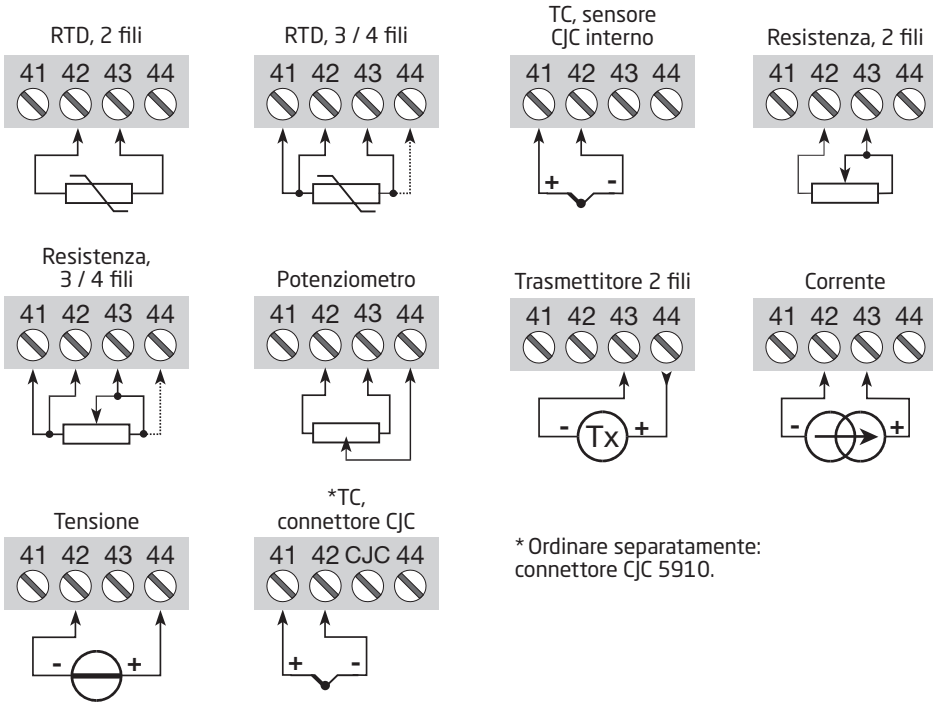 RTD, 2 fili
41 42 43 44
RTD, 3 / 4 fili
41 42 43 44
TC, sensore
CJC interno
41 42 43 44
+ -
Resistenza, 2 fili
41 42 43 44
Resistenza,
3 / 4 fili
41 42 43 44
Potenziometro
41 42 43 44
Trasmettitore 2 fili
41 42 43 44
- Tx +
Corrente
41 42 43 44
- +
Tensione
41 42 43 44
- +
*TC,
connettore CJC
41 42 CJC 44
+ -
* Ordinare separatamente:
connettore CJC 5910.